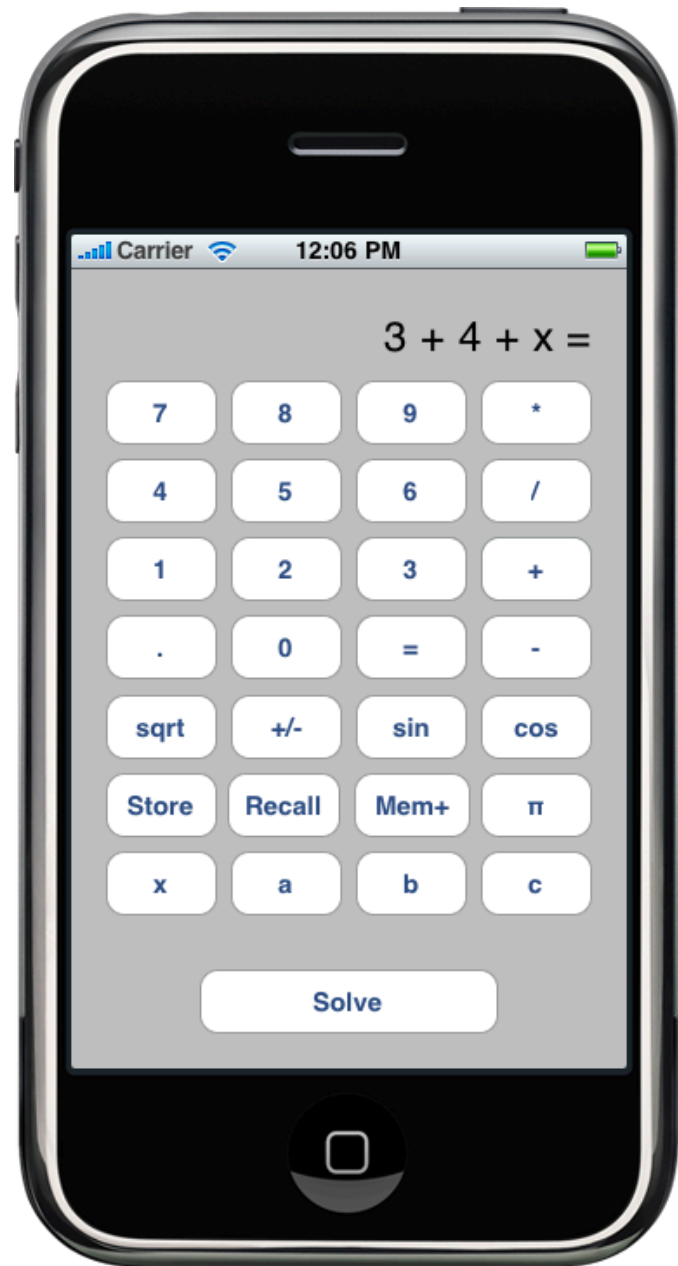 Carrier 12:06 PM
3 + 4 + x =
7 8 9 *
4 5 6 /
1 2 3 +
. 0 = -
sqrt +/- sin cos
Store Recall Mem+ π
x a b c
Solve